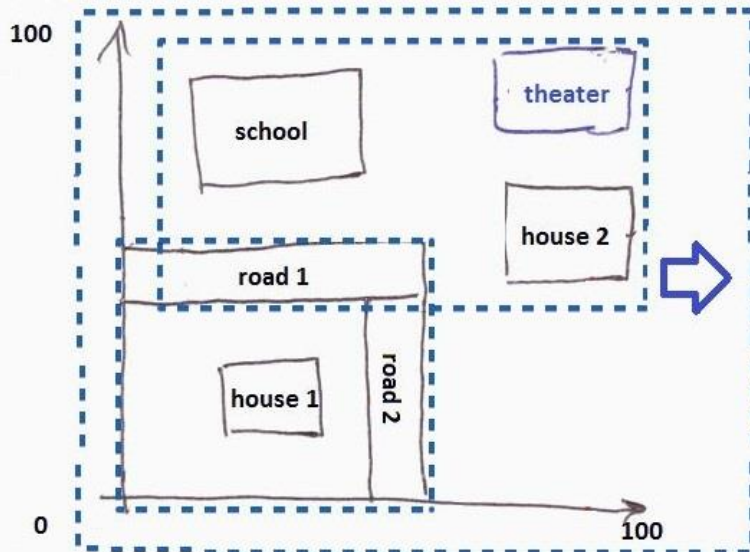 100
theater
school
house 2
road 1
road 2
house 1
0
100